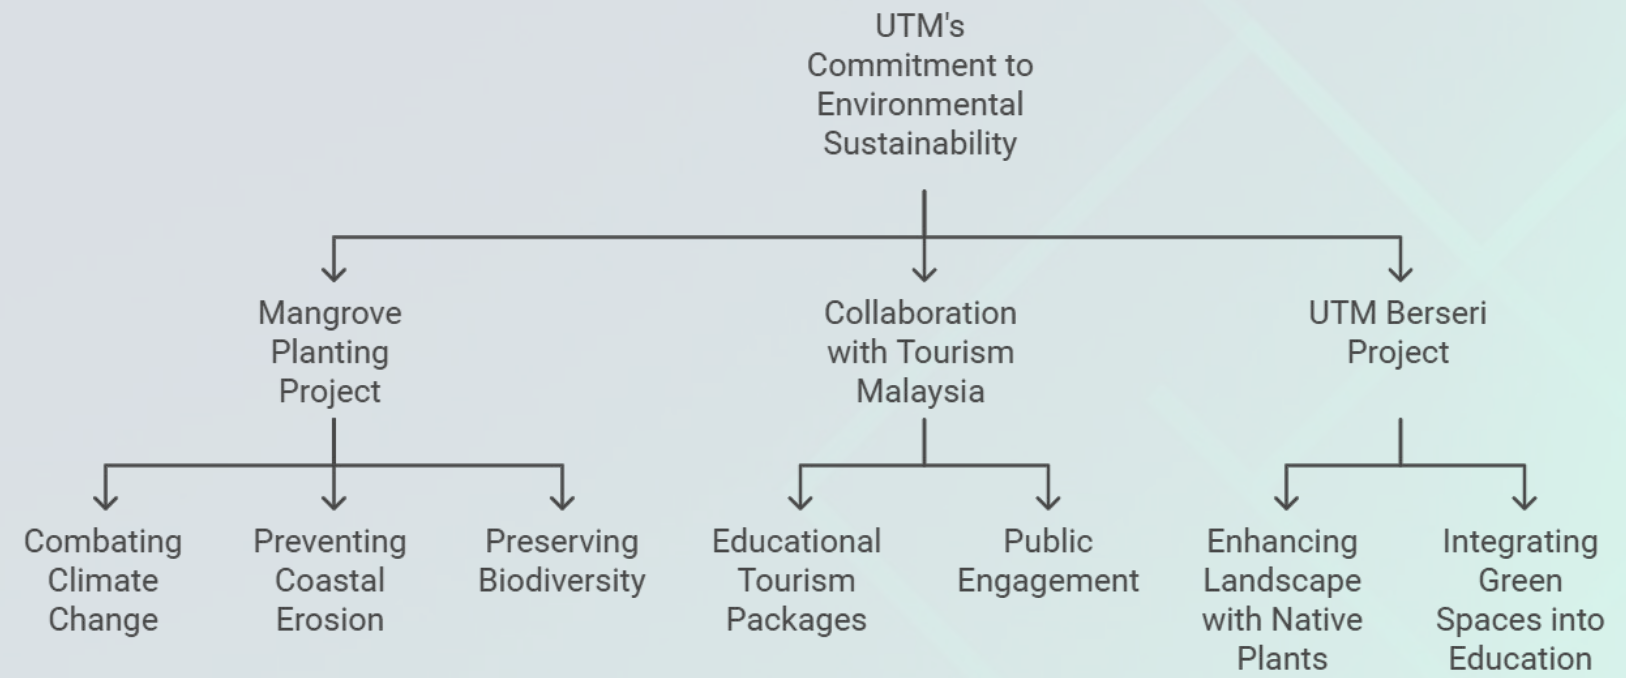 UTM's
Commitment to
Environmental
Sustainability
Mangrove
Planting
Project
Collaboration
with Tourism
Malaysia
UTM Berseri
Project
Combating
Climate
Change
Preventing
Coastal
Erosion
Preserving
Biodiversity
Educational
Tourism
Packages
Public
Engagement
Enhancing
Landscape
with Native
Plants
Integrating
Green
Spaces into
Education